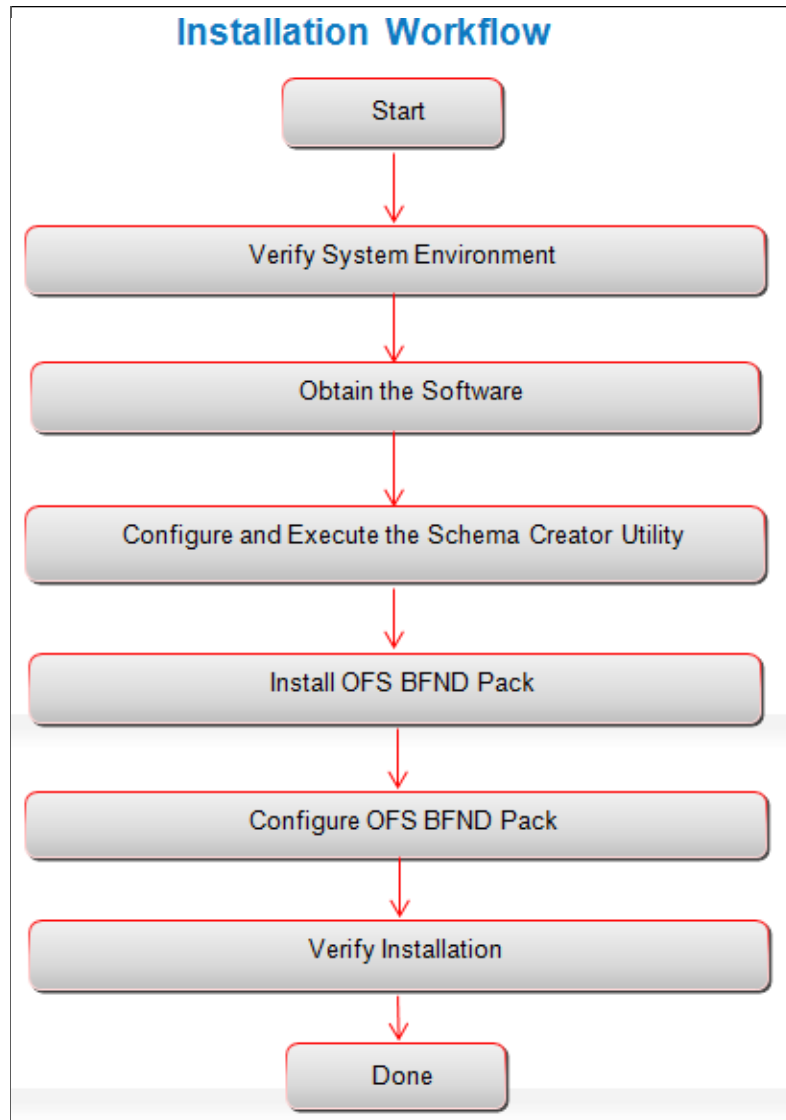 Installation Workflow
Start
Verify System Environment
Obtain the Software
Configure and Execute the Schema Creator Utility
Install OFS BFND Pack
Configure OFS BFND Pack
Verify Installation
Done